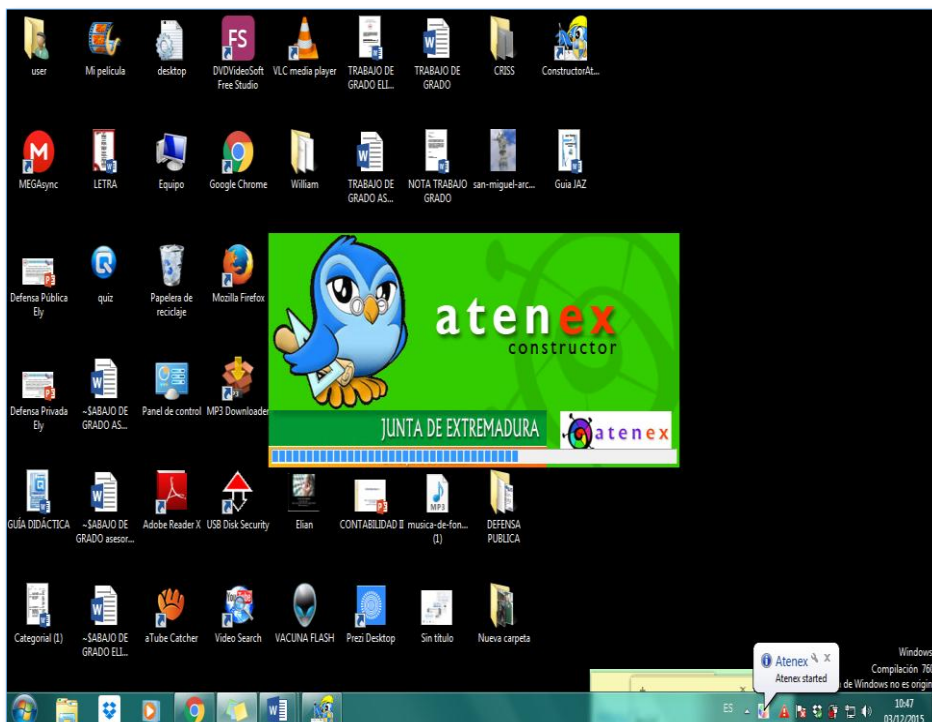 user
Mi película
desktop
DVDVideoSoft
Free Studio
VLC media player
TRABAJO DE
GRADO ELI...
TRABAJO DE
GRADO
CRISS
ConstructorAt...
MEGAsync
LETRA
Equipo
Google Chrome
William
TRABAJO DE
GRADO AS...
NOTA TRABAJO
GRADO
san-miguel-arc...
Guia JAZ
Defensa Pública
Ely
quiz
Papelera de
reciclaje
Mozilla Firefox
atenex
constructor
JUNTA DE EXTREMADURA
atenex
Defensa Privada
Ely
~$ABAJO DE
GRADO AS...
Panel de control
MP3 Downloader
GUÍA DIDÁCTICA
~$ABAJO DE
GRADO asesor...
Adobe Reader X
USB Disk Security
Elian
CONTABILIDAD II
musica-de-fon...
(1)
DEFENSA
PUBLICA
Categorial (1)
~$ABAJO DE
GRADO ELI...
aTube Catcher
Video Search
VACUNA FLASH
Prezi Desktop
Sin título
Nueva carpeta
FS
MP3
You Tube
Windows
Compilación 760
de Windows no es origin
Atenex
Atenex started
ES
10:47
03/12/2015